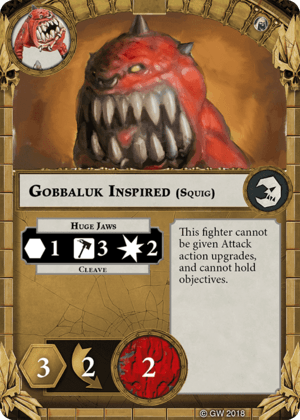 Gobbaluk Inspired (Squig)
Huge Jaws
1 3 2
Cleave
This fighter cannot
be given Attack
action upgrades,
and cannot hold
objectives.
3 2 2
© GW 2018